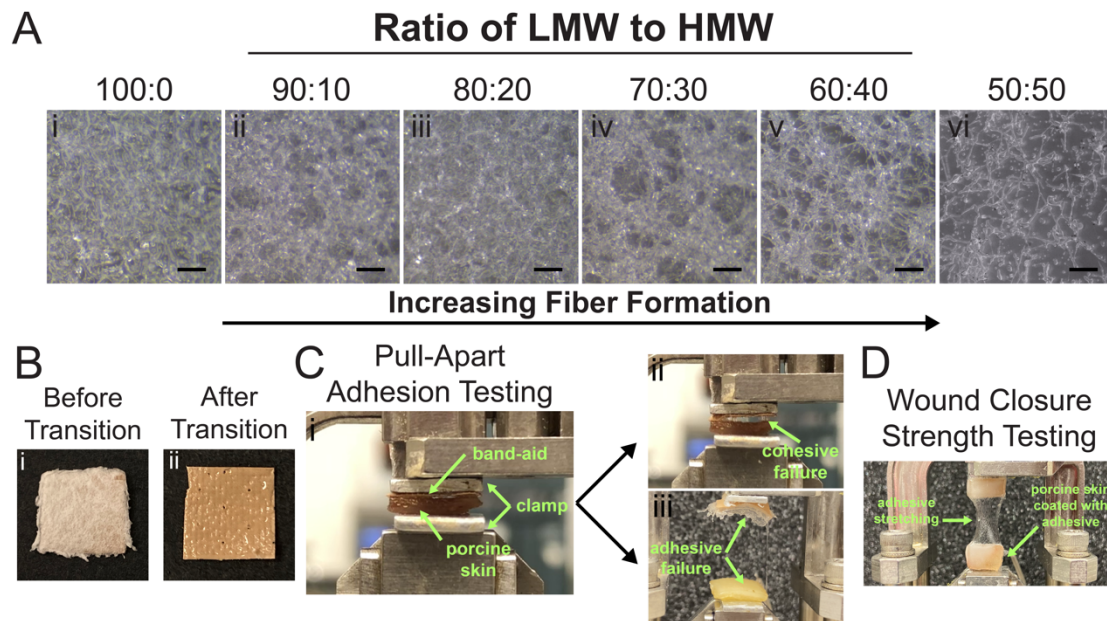 A
Ratio of LMW to HMW
100:0
90:10
80:20
70:30
60:40
50:50
i
ii
iii
iv
v
vi
Increasing Fiber Formation
B
Before
Transition
After
Transition
i
ii
C
Pull-Apart
Adhesion Testing
i
band-aid
clamp
porcine
skin
ii
cohesive
failure
iii
adhesive
failure
D
Wound Closure
Strength Testing
adhesive
stretching
porcine skin
coated with
adhesive